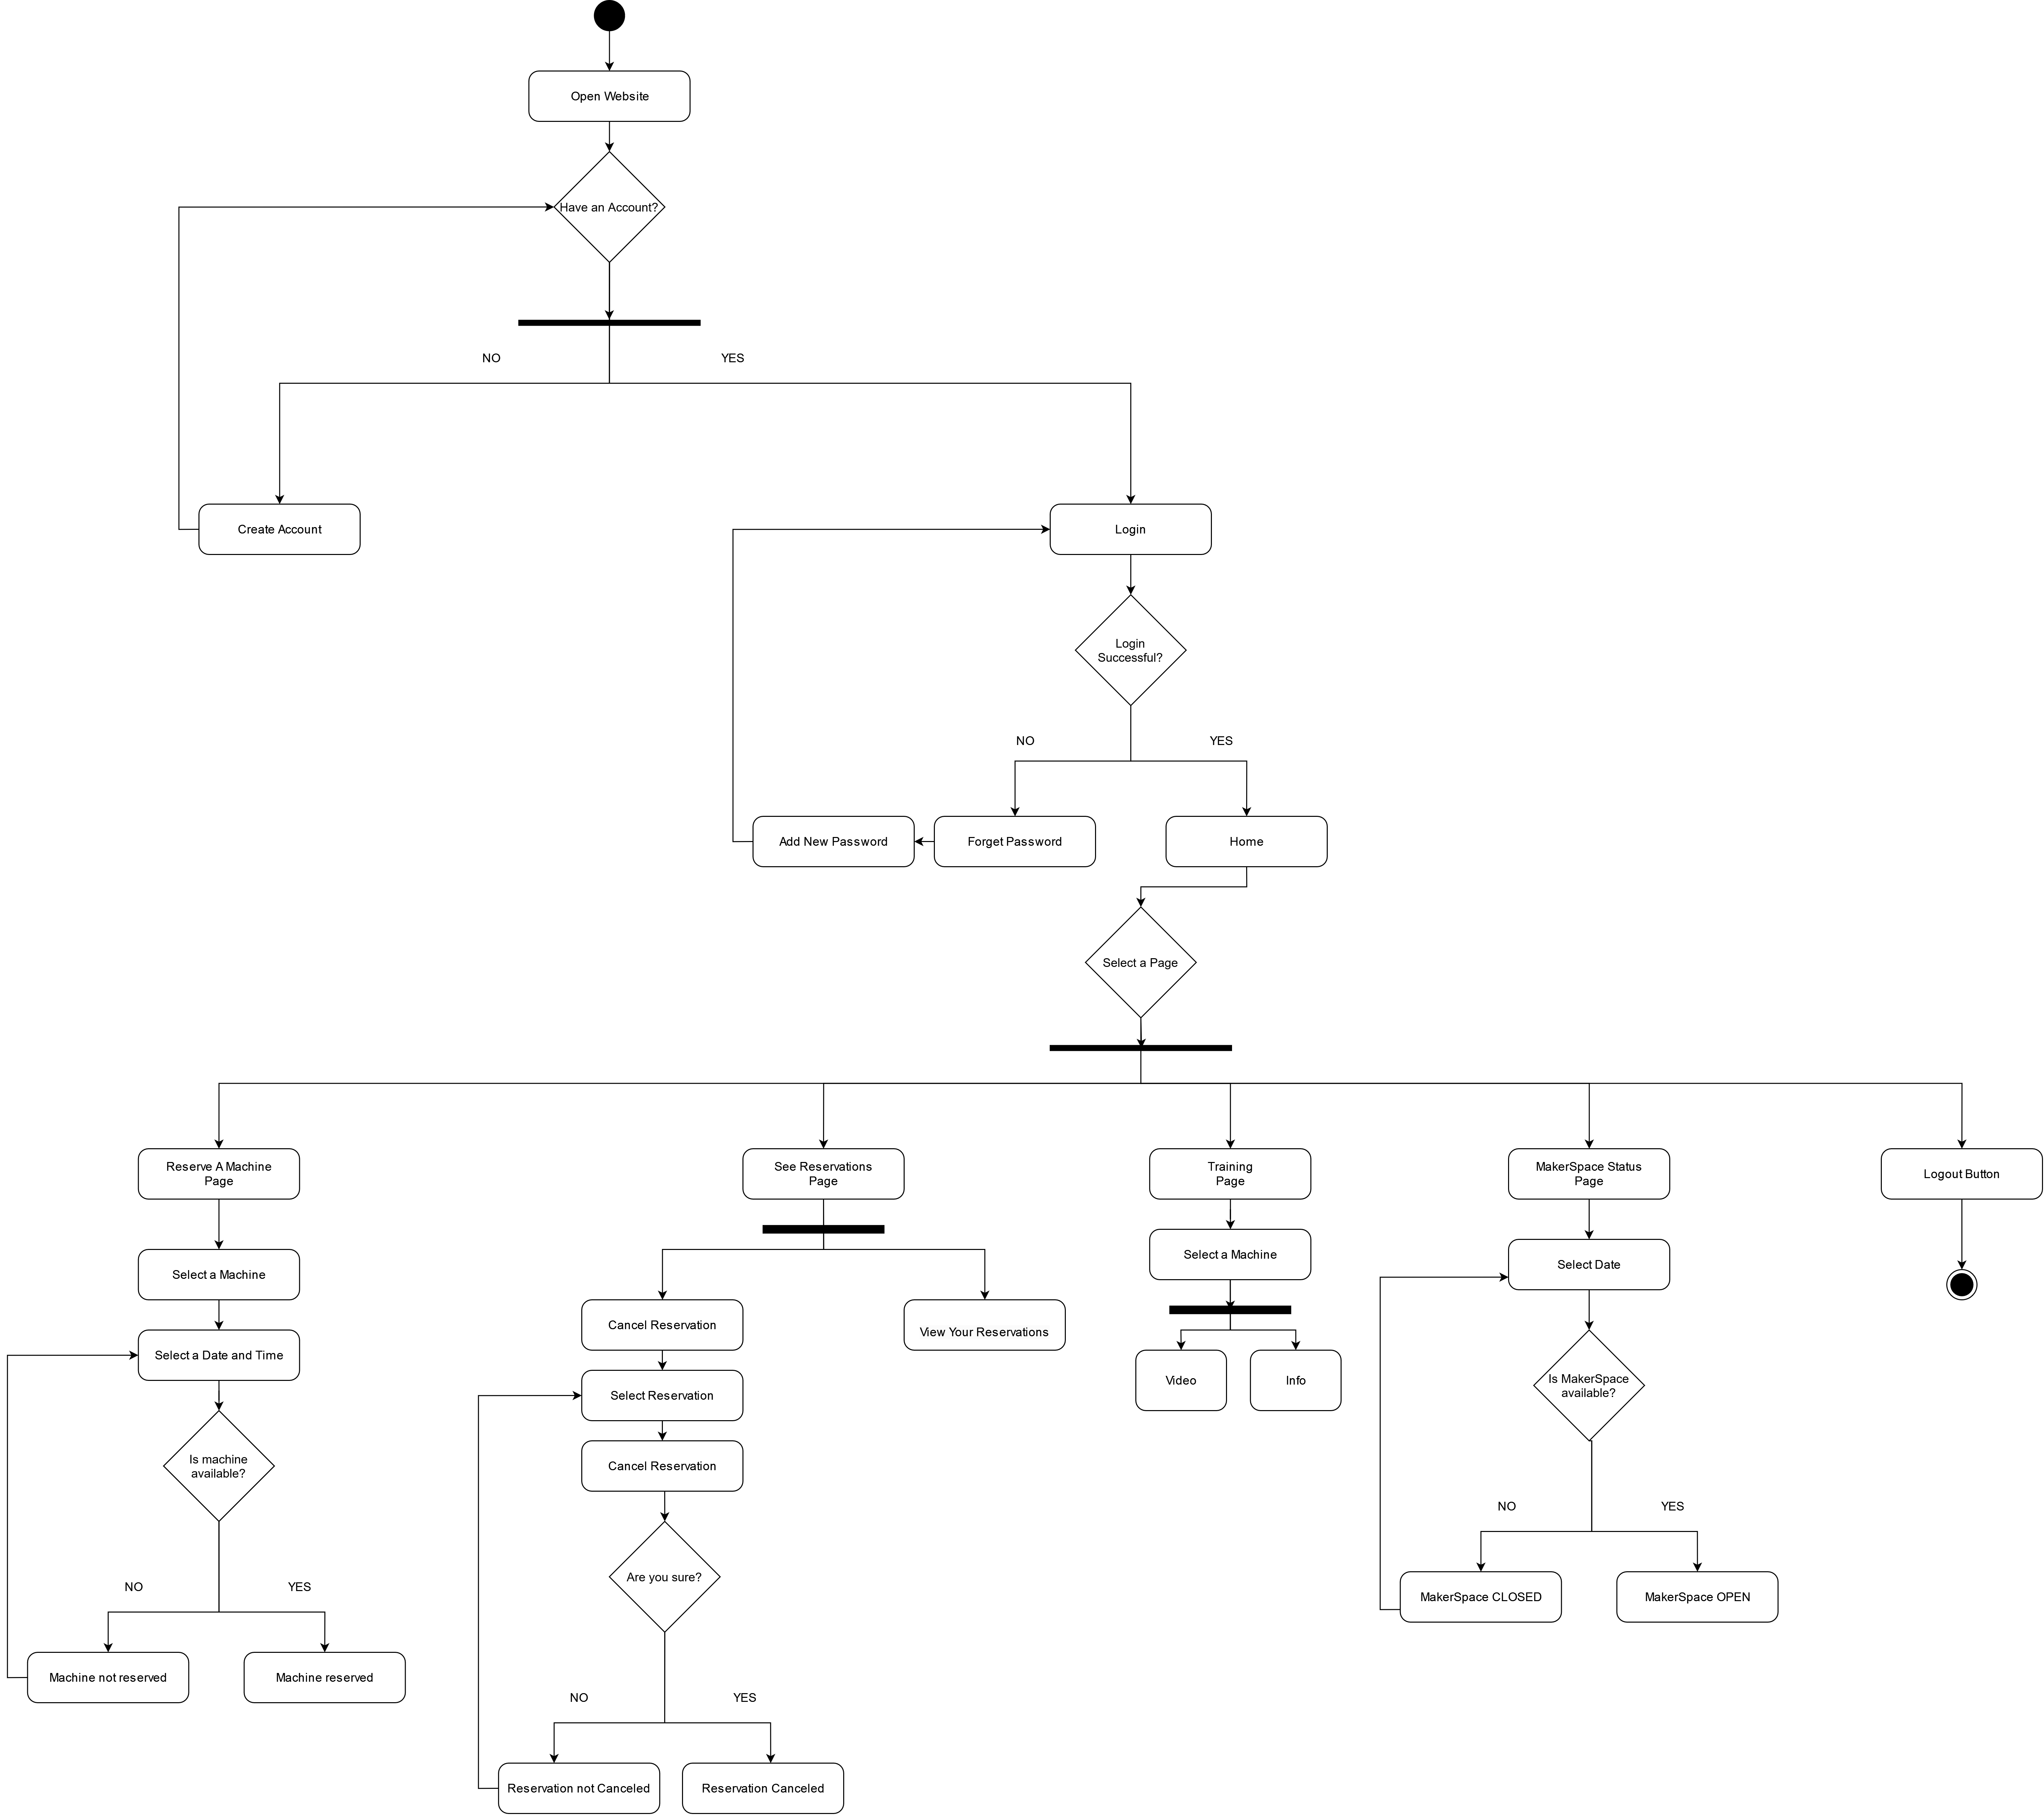 Open Website
Have an Account?
NO
YES
Create Account
Login
Login
Successful?
NO
YES
Add New Password
Forget Password
Home
Select a Page
Reserve A Machine
Page
See Reservations
Page
Training
Page
MakerSpace Status
Page
Logout Button
Select a Machine
Select a Machine
Select Date
Cancel Reservation
View Your Reservations
Select a Date and Time
Video
Info
Is MakerSpace
available?
Select Reservation
Is machine
available?
Cancel Reservation
NO
YES
Are you sure?
NO
YES
MakerSpace CLOSED
MakerSpace OPEN
Machine not reserved
Machine reserved
NO
YES
Reservation not Canceled
Reservation Canceled